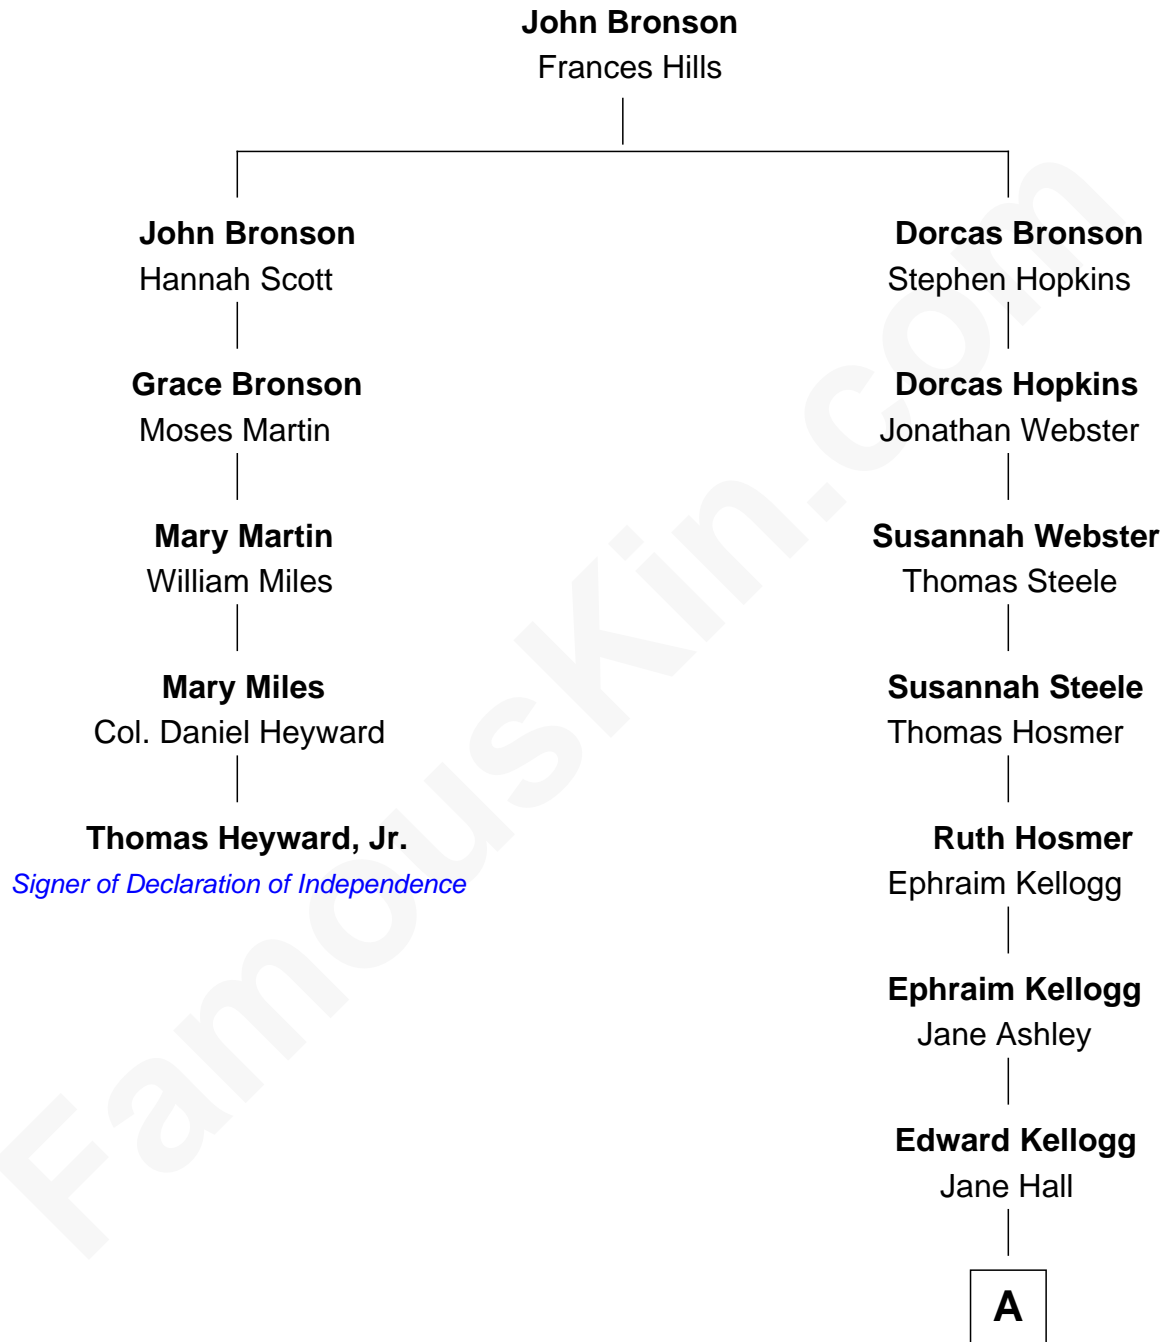 John Bronson
Frances Hills
John Bronson
Hannah Scott
Grace Bronson
Moses Martin
Mary Martin
William Miles
Mary Miles
Col. Daniel Heyward
Thomas Heyward, Jr.
Signer of Declaration of Independence
Dorcas Bronson
Stephen Hopkins
Dorcas Hopkins
Jonathan Webster
Susannah Webster
Thomas Steele
Susannah Steele
Thomas Hosmer
Ruth Hosmer
Ephraim Kellogg
Ephraim Kellogg
Jane Ashley
Edward Kellogg
Jane Hall
A
FamousKin.com